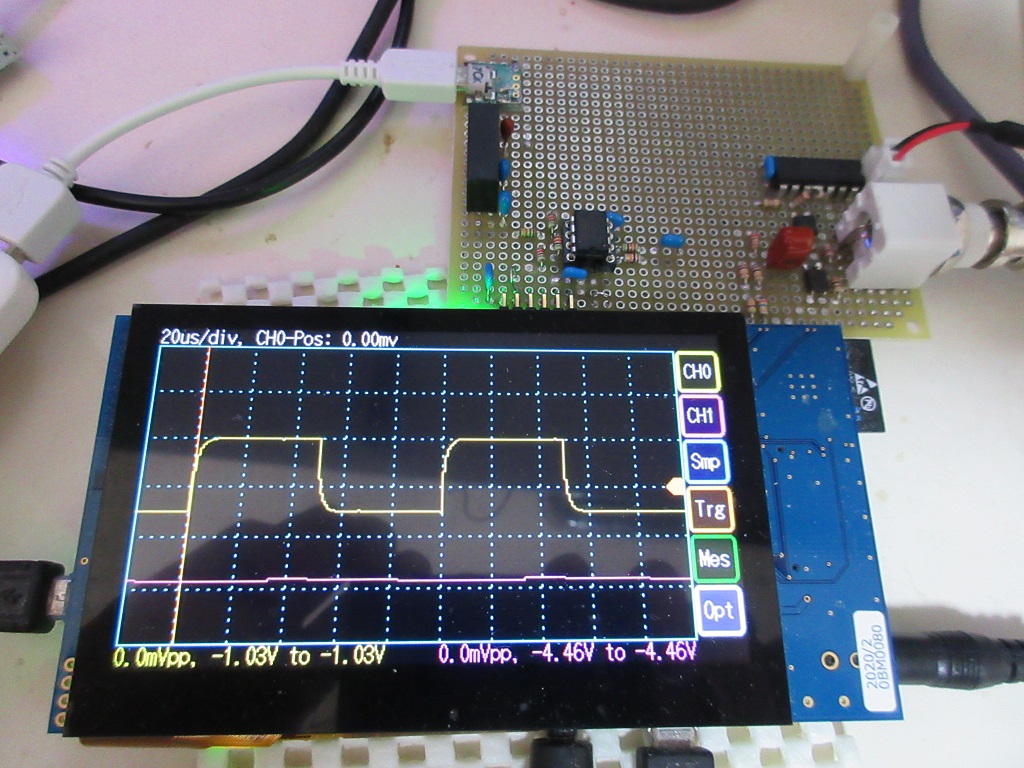 20us/div, CH0-Pos: 0.00mv
CH0
CH1
Smp
Trg
Mes
Opt
0.0mVpp, -1.03V to -1.03V
0.0mVpp, -4.46V to -4.46V
2020/2
0BM0080